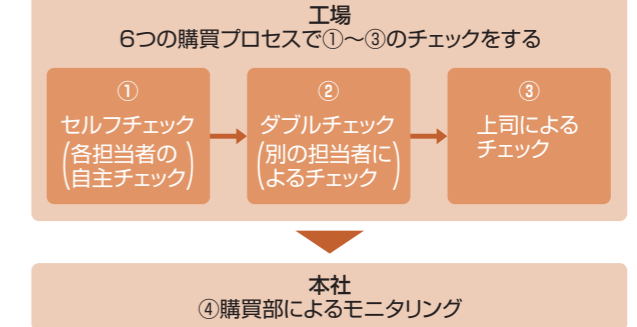 工場
6つの購買プロセスで①〜③のチェックをする
①
セルフチェック
(各担当者の
自主チェック)
②
ダブルチェック
(別の担当者に
よるチェック)
③
上司による
チェック
本社
④購買部によるモニタリング